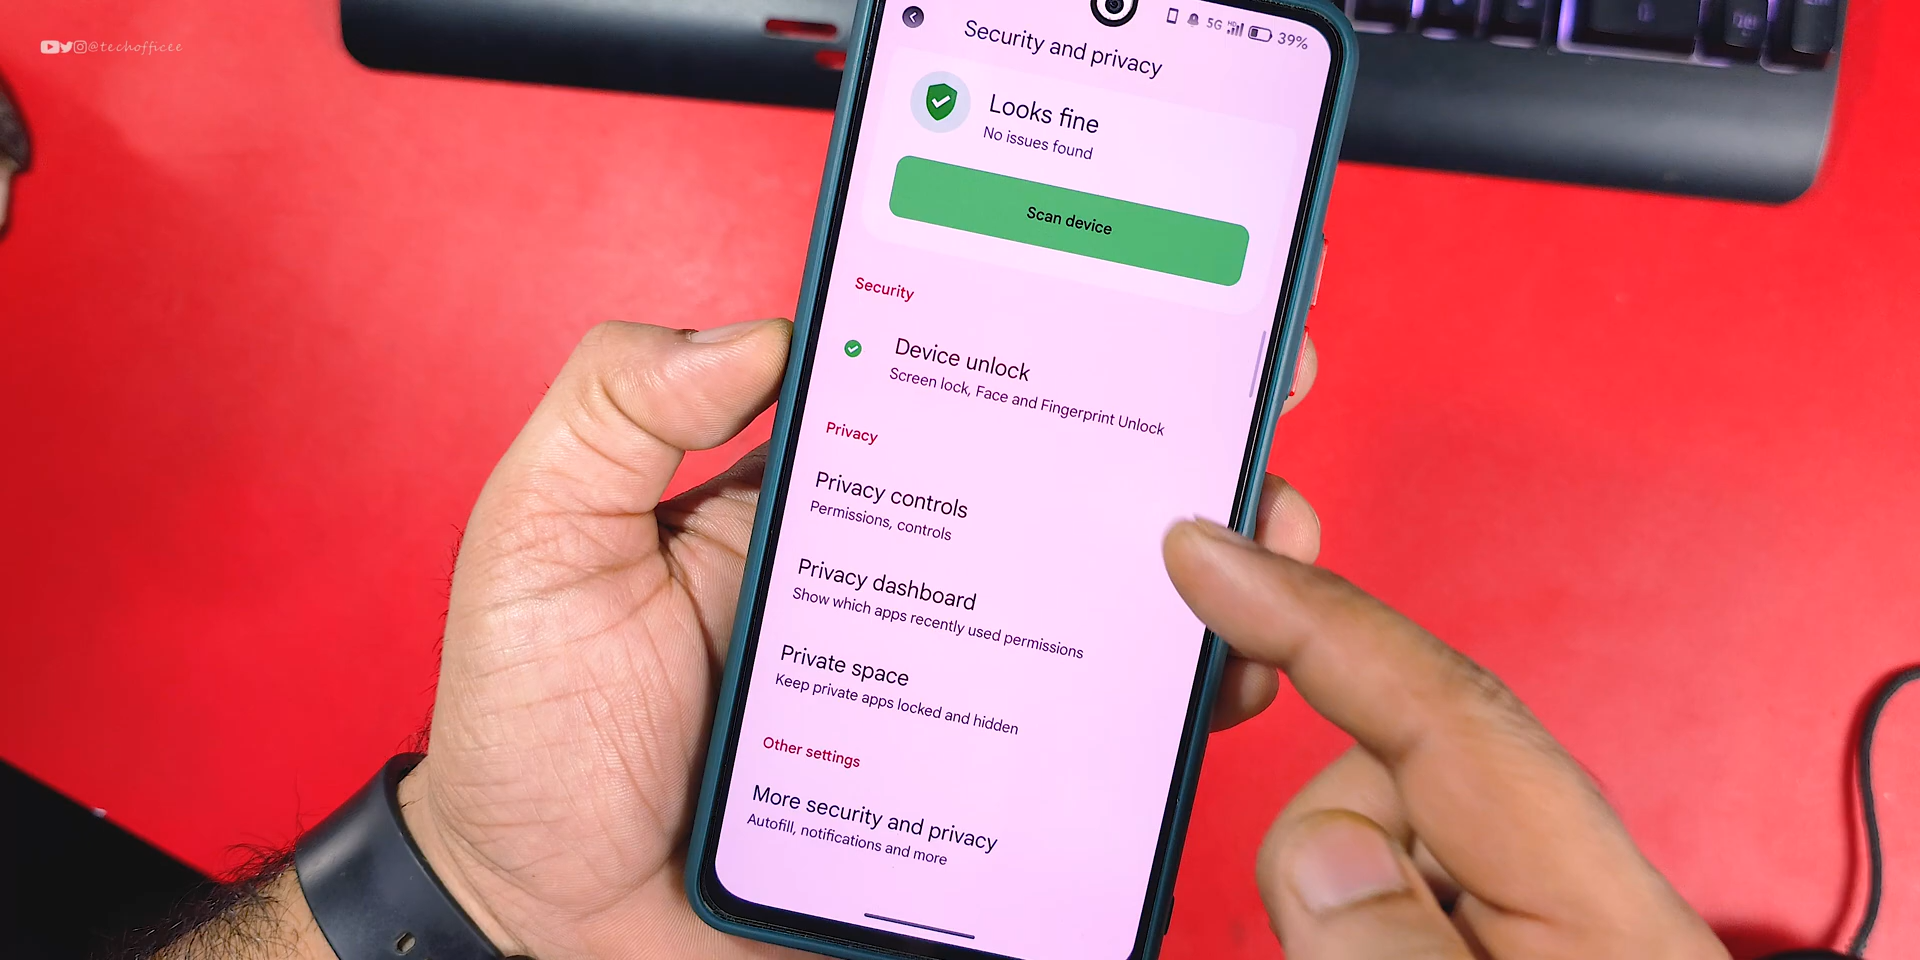 @techofficee
5G HD 39%
Security and privacy
Looks fine
No issues found
Scan device
Security
Device unlock
Screen lock, Face and Fingerprint Unlock
Privacy
Privacy controls
Permissions, controls
Privacy dashboard
Show which apps recently used permissions
Private space
Keep private apps locked and hidden
Other settings
More security and privacy
Autofill, notifications and more